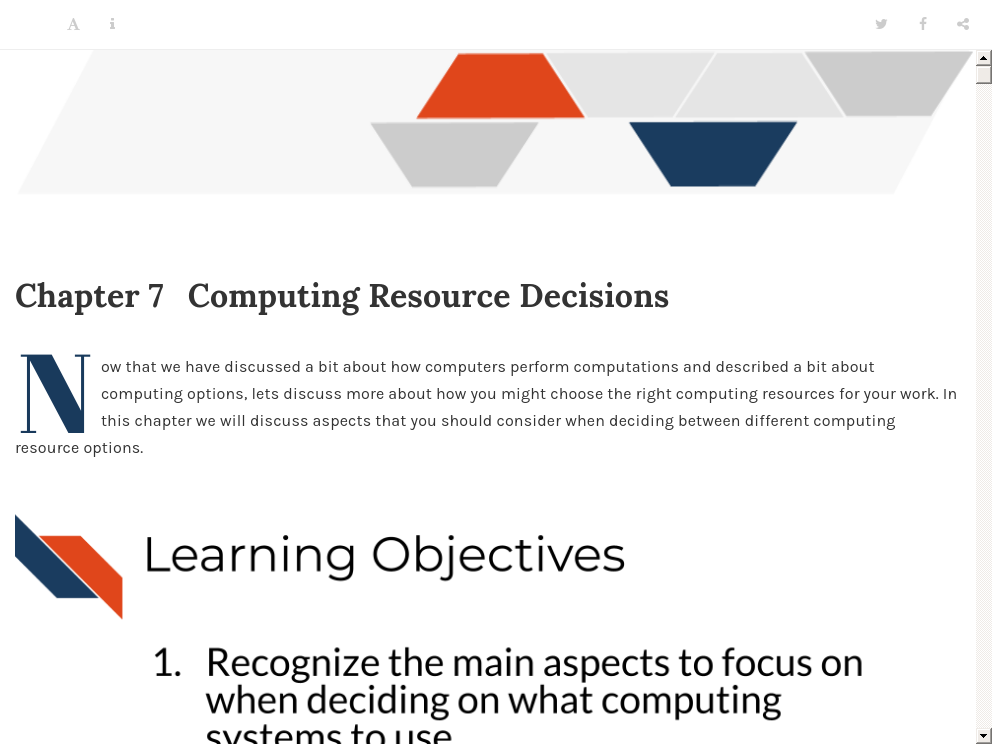 Chapter 7 Computing Resource Decisions
Now that we have discussed a bit about how computers perform computations and described a bit about
computing options, lets discuss more about how you might choose the right computing resources for your work. In
this chapter we will discuss aspects that you should consider when deciding between different computing
resource options.
Learning Objectives
1. Recognize the main aspects to focus on
when deciding on what computing
systems to use